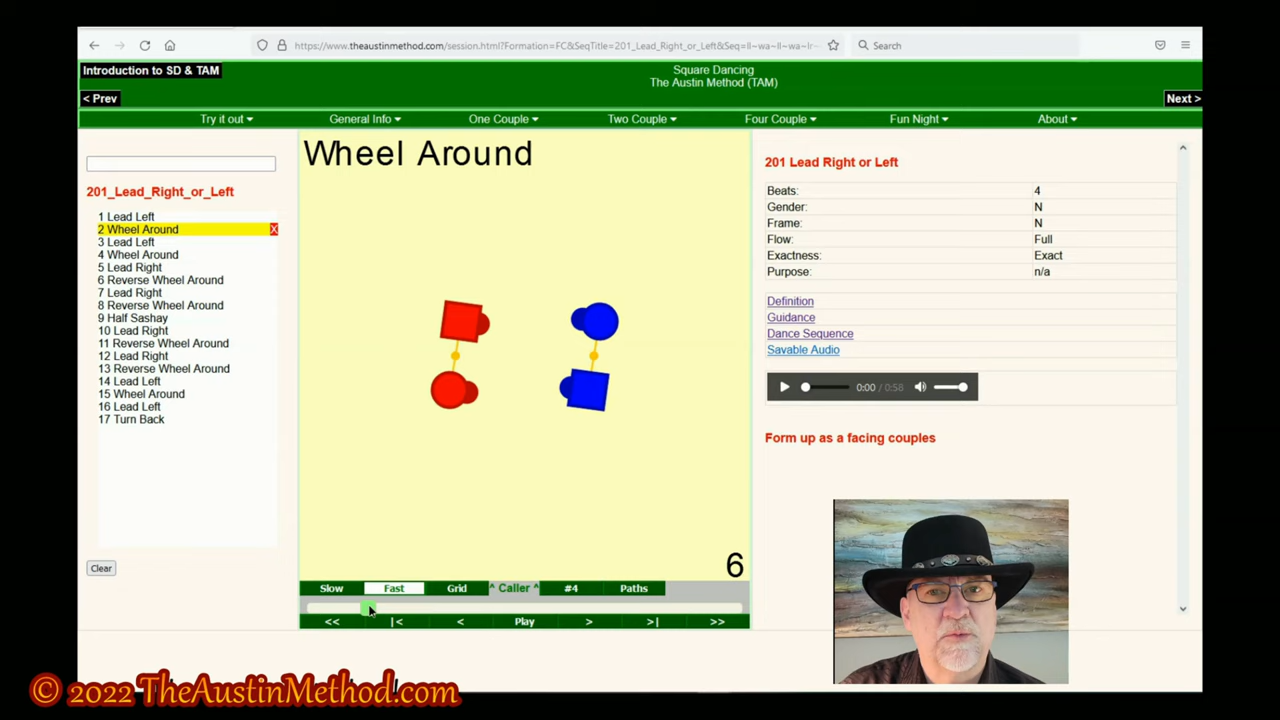 https://www.theaustinmethod.com/session.html?Formation=FC&SeqTitle=201_Lead_Right_or_Left&Seq=ll~wa~ll~wa~lr~
Search
Introduction to SD & TAM
Square Dancing
The Austin Method (TAM)
< Prev
Next >
Try it out
General Info
One Couple
Two Couple
Four Couple
Fun Night
About
201_Lead_Right_or_Left
1 Lead Left
2 Wheel Around
X
3 Lead Left
4 Wheel Around
5 Lead Right
6 Reverse Wheel Around
7 Lead Right
8 Reverse Wheel Around
9 Half Sashay
10 Lead Right
11 Reverse Wheel Around
12 Lead Right
13 Reverse Wheel Around
14 Lead Left
15 Wheel Around
16 Lead Left
17 Turn Back
Clear
Wheel Around
6
Slow
Fast
Grid
^ Caller ^
#4
Paths
<<
|<
<
Play
>
>|
>>
201 Lead Right or Left
Beats: 4
Gender: N
Frame: N
Flow: Full
Exactness: Exact
Purpose: n/a
Definition
Guidance
Dance Sequence
Savable Audio
0:00 / 0:58
Form up as a facing couples
© 2022 TheAustinMethod.com